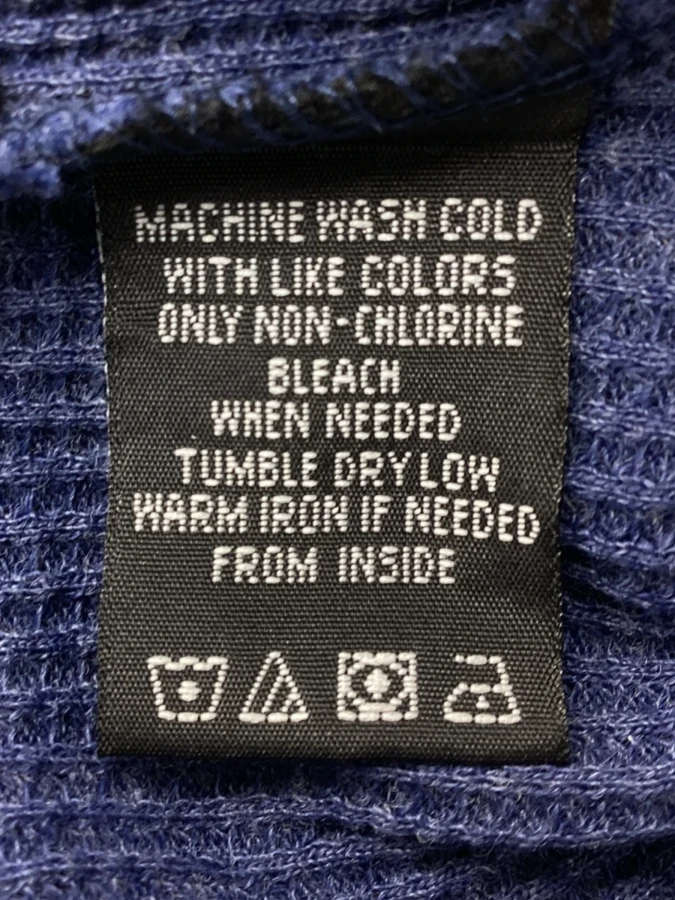 MACHINE WASH COLD
WITH LIKE COLORS
ONLY NON-CHLORINE
BLEACH
WHEN NEEDED
TUMBLE DRY LOW
WARM IRON IF NEEDED
FROM INSIDE